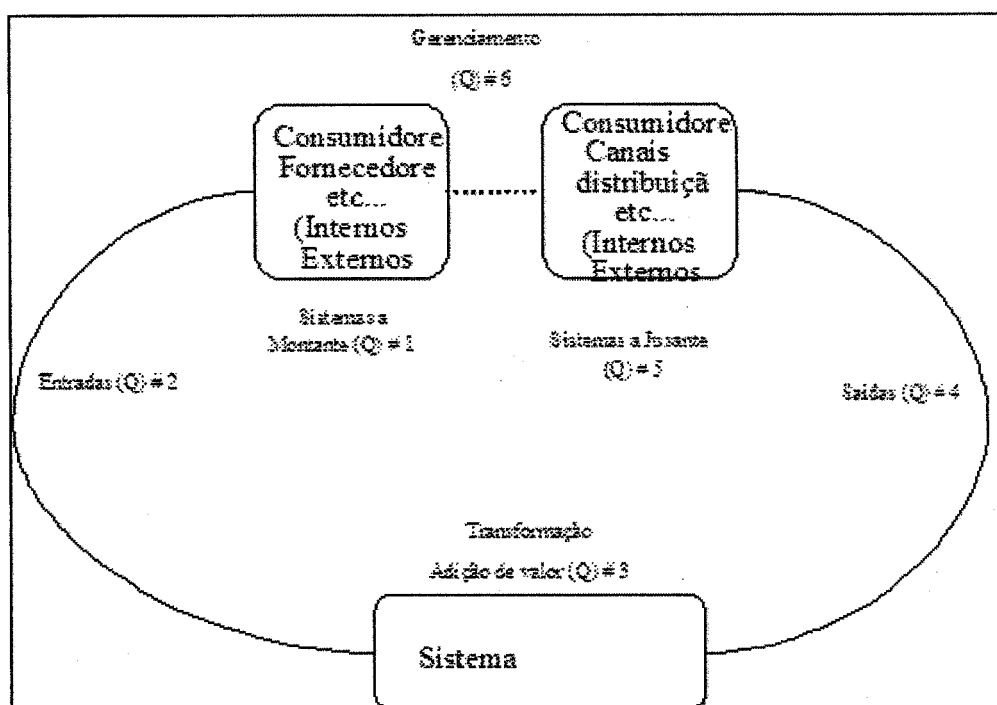 Gerenciamento
(Q) # 6
Consumidore
Fornecedore
etc...
(Internos
Externos
Consumidore
Canais
distribuiçã
etc...
(Internos
Externos
Sistemas a
Montante (Q) # 1
Sistemas a Jusante
(Q) # 5
Entradas (Q) # 2
Saídas (Q) # 4
Transformação
Adição de valor (Q) # 3
Sistema